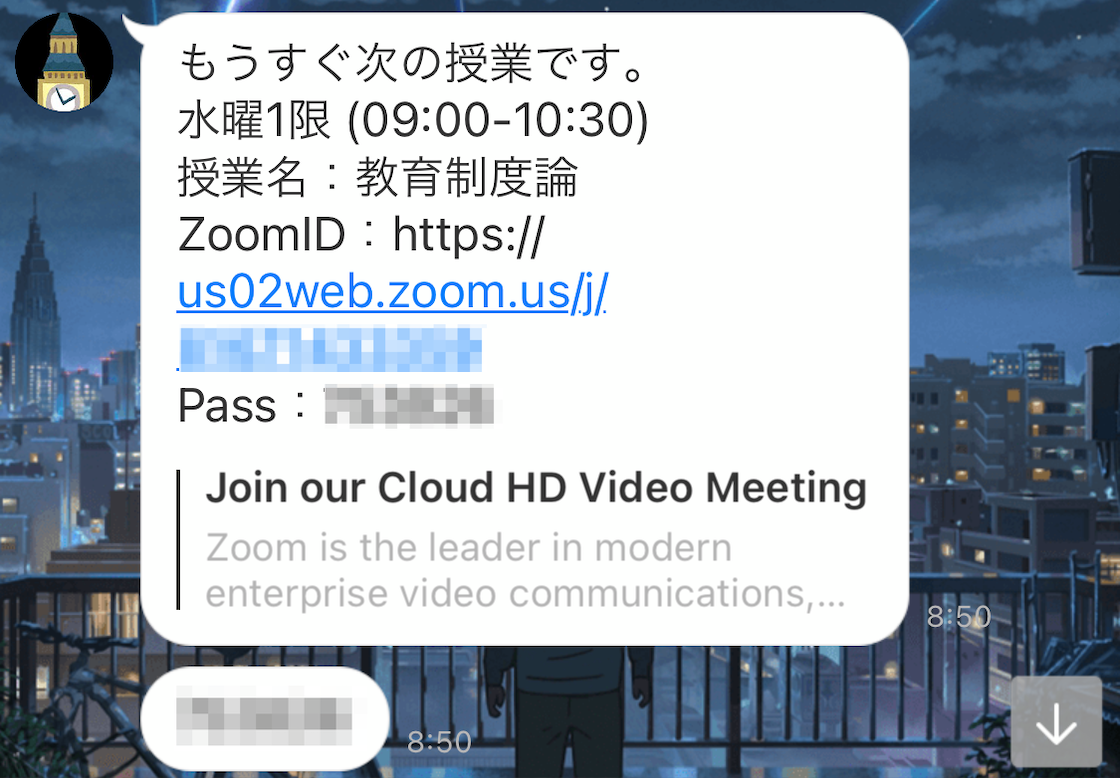 もうすぐ次の授業です。
水曜1限 (09:00-10:30)
授業名：教育制度論
ZoomID：https://
us02web.zoom.us/j/
Pass：
Join our Cloud HD Video Meeting
Zoom is the leader in modern
enterprise video communications,...
8:50
8:50